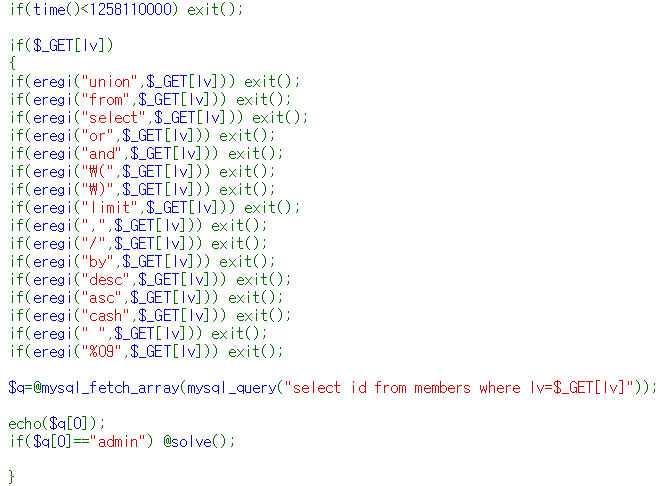 if(time()<1258110000) exit();
if($_GET[lv])
{
if(eregi("union",$_GET[lv])) exit();
if(eregi("from",$_GET[lv])) exit();
if(eregi("select",$_GET[lv])) exit();
if(eregi("or",$_GET[lv])) exit();
if(eregi("and",$_GET[lv])) exit();
if(eregi("₩(",$_GET[lv])) exit();
if(eregi("₩)",$_GET[lv])) exit();
if(eregi("limit",$_GET[lv])) exit();
if(eregi(",",$_GET[lv])) exit();
if(eregi("/",$_GET[lv])) exit();
if(eregi("by",$_GET[lv])) exit();
if(eregi("desc",$_GET[lv])) exit();
if(eregi("asc",$_GET[lv])) exit();
if(eregi("cash",$_GET[lv])) exit();
if(eregi(" ",$_GET[lv])) exit();
if(eregi("%09",$_GET[lv])) exit();
$q=@mysql_fetch_array(mysql_query("select id from members where lv=$_GET[lv]"));
echo($q[0]);
if($q[0]=="admin") @solve();
}